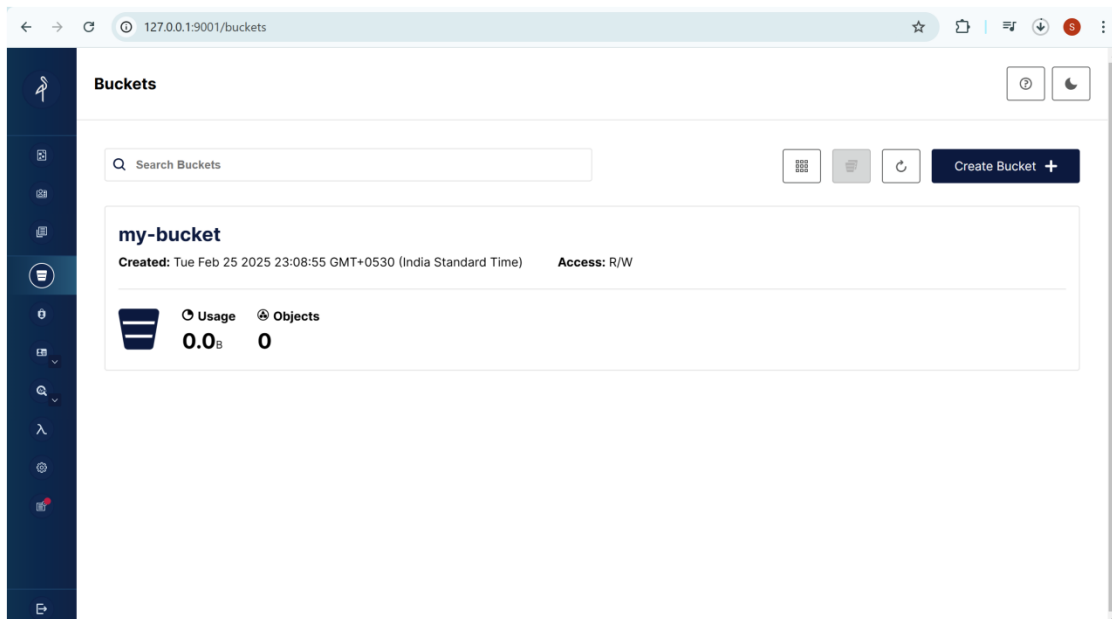 127.0.0.1:9001/buckets
S
Buckets
Search Buckets
Create Bucket +
my-bucket
Created: Tue Feb 25 2025 23:08:55 GMT+0530 (India Standard Time) Access: R/W
Usage Objects
0.0B 0
λ